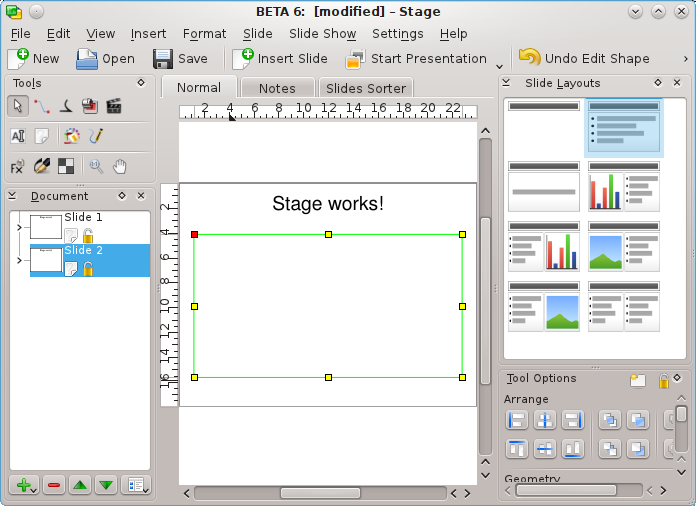 BETA 6: [modified] – Stage
File Edit View Insert Format Slide Slide Show Settings Help
New Open Save Insert Slide Start Presentation Undo Edit Shape
Tools
Normal Notes Slides Sorter
Slide Layouts
2 4 6 8 10 12 14 16 18 20 22
Document
Slide 1
Slide 2
2 4 6 8 10 12 14 16
Stage works!
Tool Options
Arrange
Geometry